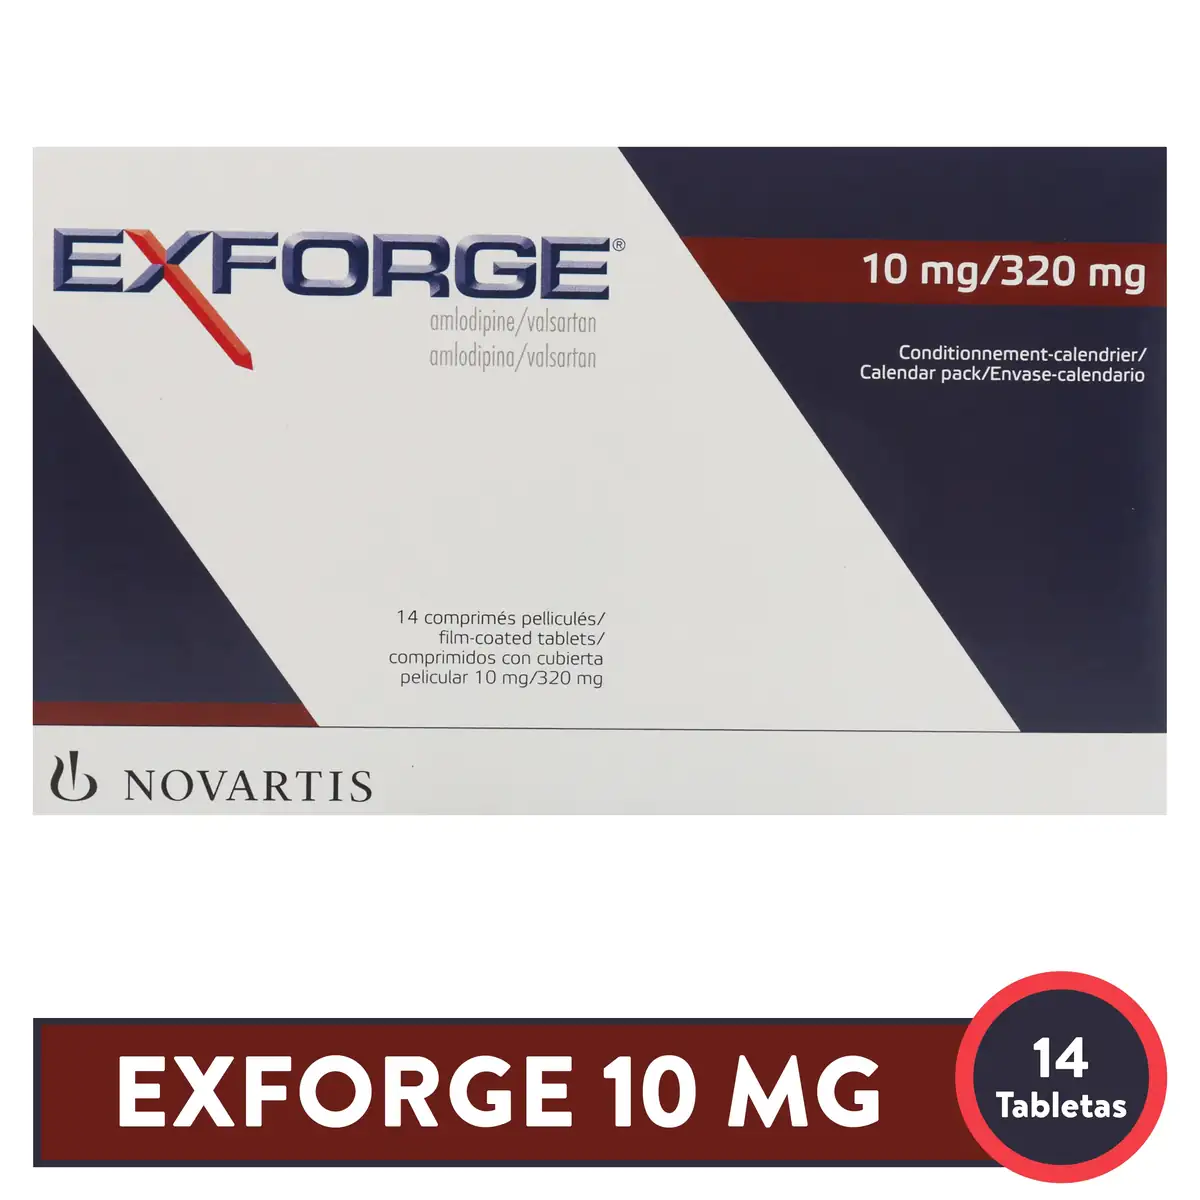 EXFORGE®
amlodipine/valsartan
amlodipina/valsartan
10 mg/320 mg
Conditionnement-calendrier/
Calendar pack/Envase-calendario
14 comprimés pelliculés/
film-coated tablets/
comprimidos con cubierta
pelicular 10 mg/320 mg
NOVARTIS
EXFORGE 10 MG
14
Tabletas